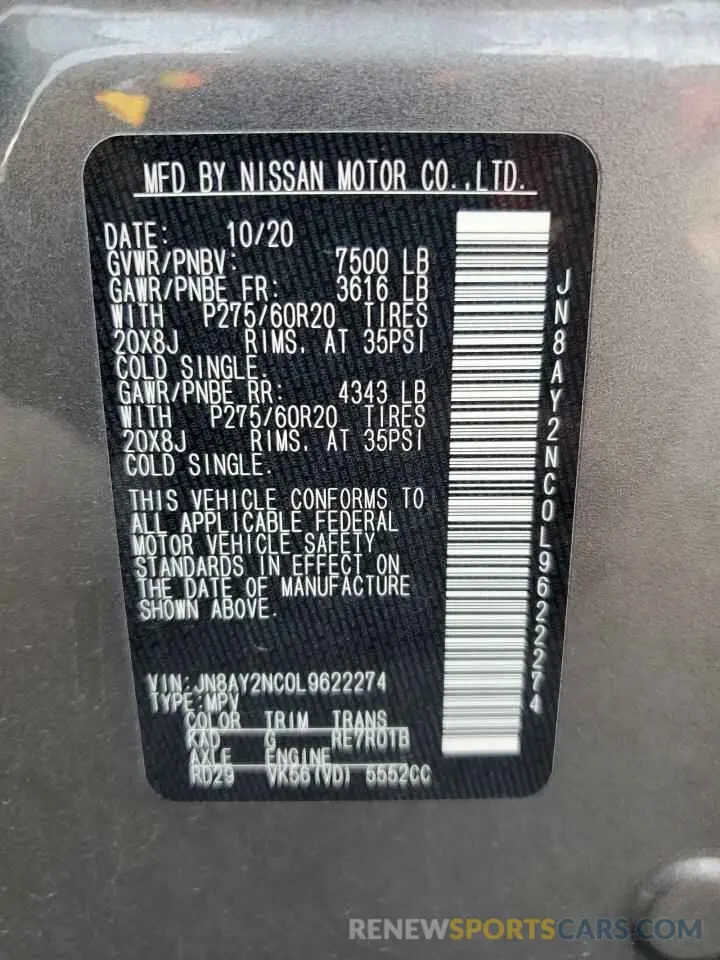 MFD BY NISSAN MOTOR CO.,LTD.
DATE: 10/20
GVWR/PNBV: 7500 LB
GAWR/PNBE FR: 3616 LB
WITH P275/60R20 TIRES
20X8J RIMS, AT 35PSI
COLD SINGLE.
GAWR/PNBE RR: 4343 LB
WITH P275/60R20 TIRES
20X8J RIMS, AT 35PSI
COLD SINGLE.
THIS VEHICLE CONFORMS TO
ALL APPLICABLE FEDERAL
MOTOR VEHICLE SAFETY
STANDARDS IN EFFECT ON
THE DATE OF MANUFACTURE
SHOWN ABOVE.
VIN:JN8AY2NC0L9622274
TYPE:MPV
COLOR TRIM TRANS
KAD G RE7R01B
AXLE ENGINE
RD29 VK56(VD) 5552CC
JN8AY2NC0L9622274
RENEWSPORTSCARS.COM